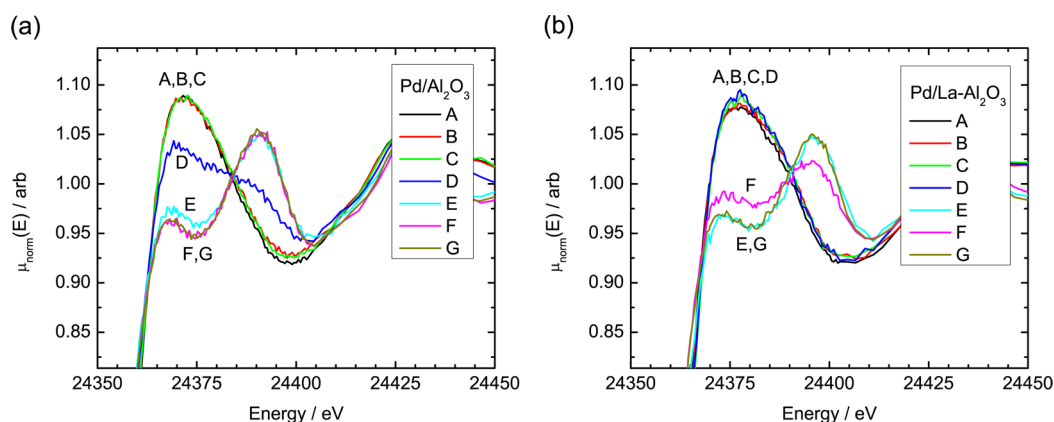 (a)
1.10
1.05
1.00
0.95
0.90
0.85
24350
24375
24400
24425
24450
Energy / eV
μnorm(E) / arb
A,B,C
D
E
F,G
Pd/Al2O3
A
B
C
D
E
F
G
(b)
1.10
1.05
1.00
0.95
0.90
0.85
24350
24375
24400
24425
24450
Energy / eV
μnorm(E) / arb
A,B,C,D
F
E,G
Pd/La-Al2O3
A
B
C
D
E
F
G